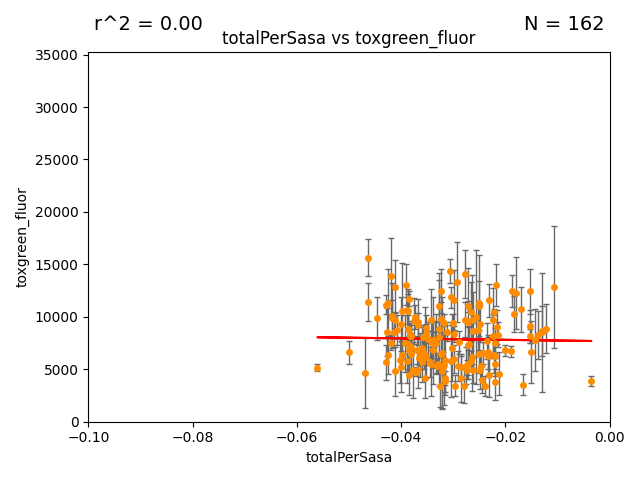 r^2 = 0.00
N = 162
totalPerSasa vs toxgreen_fluor
35000
30000
25000
20000
15000
10000
5000
0
toxgreen_fluor
−0.10
−0.08
−0.06
−0.04
−0.02
0.00
totalPerSasa